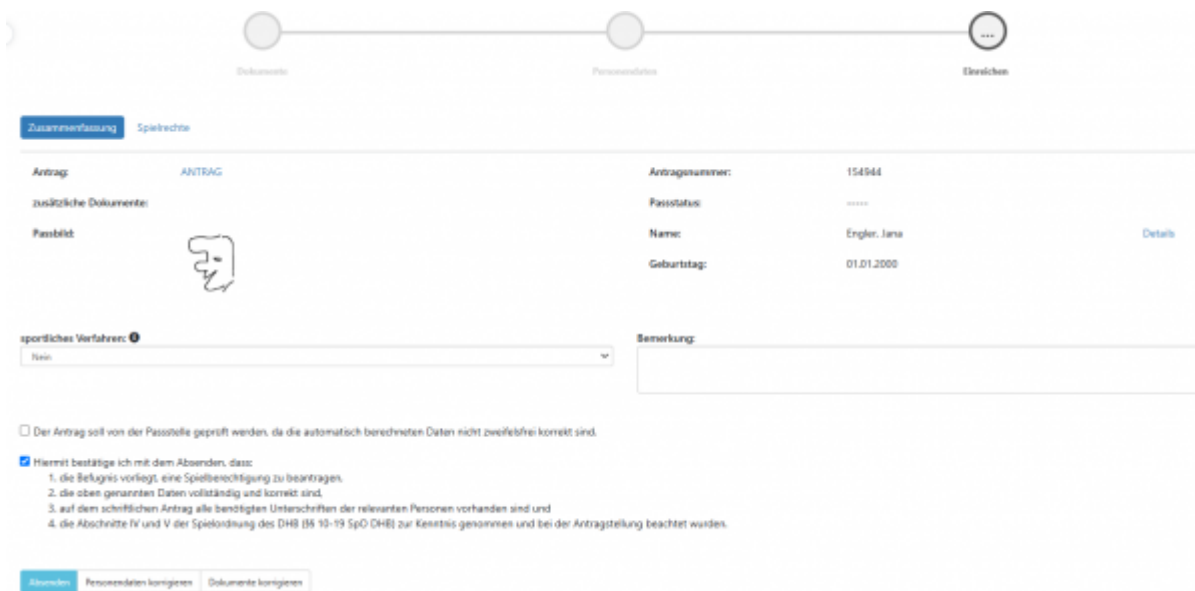 ...
Dokumente
Personendaten
Einreichen
Zusammenfassung Spielrechte
Antrag: ANTRAG
Antragsnummer: 154944
zusätzliche Dokumente:
Passstatus: -----
Passbild:
Name: Engler, Jana Details
Geburtstag: 01.01.2000
sportliches Verfahren:
Nein
Bemerkung:
Der Antrag soll von der Passstelle geprüft werden, da die automatisch berechneten Daten nicht zweifelsfrei korrekt sind.
Hiermit bestätige ich mit dem Absenden, dass:
1. die Befugnis vorliegt, eine Spielberechtigung zu beantragen,
2. die oben genannten Daten vollständig und korrekt sind,
3. auf dem schriftlichen Antrag alle benötigten Unterschriften der relevanten Personen vorhanden sind und
4. die Abschnitte IV und V der Spielordnung des DHB (§§ 10-19 SpO DHB) zur Kenntnis genommen und bei der Antragstellung beachtet wurden.
Absenden Personendaten korrigieren Dokumente korrigieren